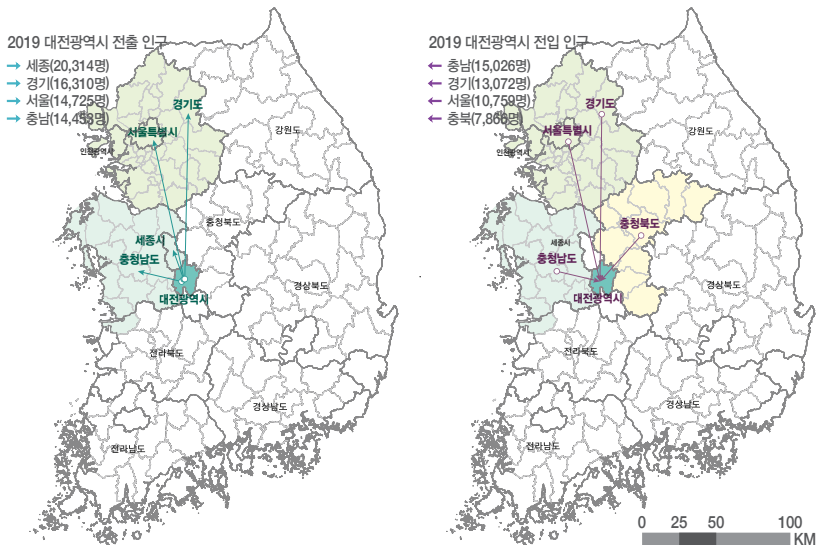 2019 대전광역시 전출 인구
→ 세종(20,314명)
→ 경기(16,310명)
→ 서울(14,725명)
→ 충남(14,453명)
경기도
서울특별시
인천광역시
강원도
충청북도
세종시
충청남도
대전광역시
경상북도
전라북도
경상남도
전라남도
2019 대전광역시 전입 인구
← 충남(15,026명)
← 경기(13,072명)
← 서울(10,759명)
← 충북(7,866명)
경기도
서울특별시
인천광역시
강원도
충청북도
세종시
충청남도
대전광역시
경상북도
전라북도
경상남도
전라남도
0 25 50 100
KM